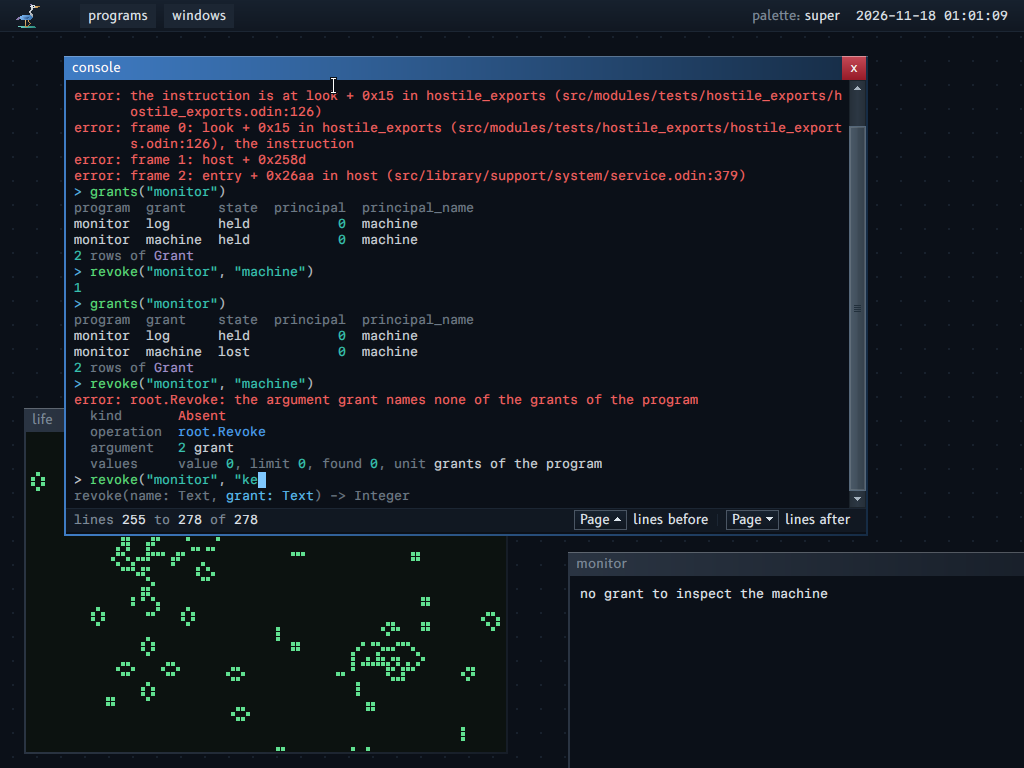 programs windows palette: super 2026-11-18 01:01:09
console x
error: the instruction is at look + 0x15 in hostile_exports (src/modules/tests/hostile_exports/h
ostile_exports.odin:126)
error: frame 0: look + 0x15 in hostile_exports (src/modules/tests/hostile_exports/hostile_export
s.odin:126), the instruction
error: frame 1: host + 0x258d
error: frame 2: entry + 0x26aa in host (src/library/support/system/service.odin:379)
> grants("monitor")
program grant state principal principal_name
monitor log held 0 machine
monitor machine held 0 machine
2 rows of Grant
> revoke("monitor", "machine")
1
> grants("monitor")
program grant state principal principal_name
monitor log held 0 machine
monitor machine lost 0 machine
2 rows of Grant
> revoke("monitor", "machine")
error: root.Revoke: the argument grant names none of the grants of the program
kind Absent
operation root.Revoke
argument 2 grant
values value 0, limit 0, found 0, unit grants of the program
> revoke("monitor", "ke
revoke(name: Text, grant: Text) -> Integer
lines 255 to 278 of 278 Page lines before Page lines after
life
monitor
no grant to inspect the machine